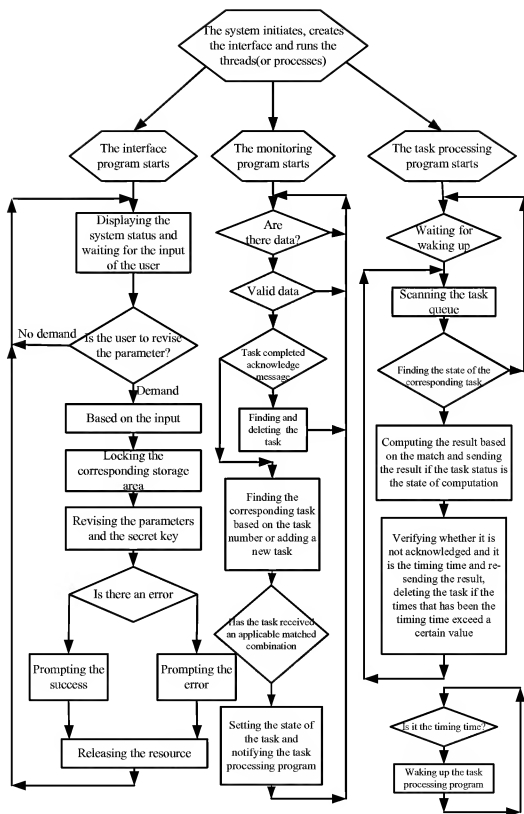 The system initiates, creates
the interface and runs the
threads(or processes)
The interface
program starts
Displaying the
system status and
waiting for the input
of the user
No demand
Is the user to revise
the parameter?
Demand
Based on the input
Locking the
corresponding storage
area
Revising the parameters
and the secret key
Is there an error
Prompting the
success
Prompting the
error
Releasing the resource
The monitoring
program starts
Are
there data?
Valid data
Task completed
acknowledge
message
Finding and
deleting the
task
Finding the
corresponding task
based on the task
number or adding a
new task
Has the task received
an applicable matched
combination
Setting the state of
the task and
notifying the task
processing program
The task processing
program starts
Waiting for
waking up
Scanning the task
queue
Finding the state of the
corresponding task
Computing the result based
on the match and sending
the result if the task status is
the state of computation
Verifying whether it is
not acknowledged and it
is the timing time and re-
sending the result,
deleting the task if the
times that has been the
timing time exceed a
certain value
Is it the timing time?
Waking up the task
processing program